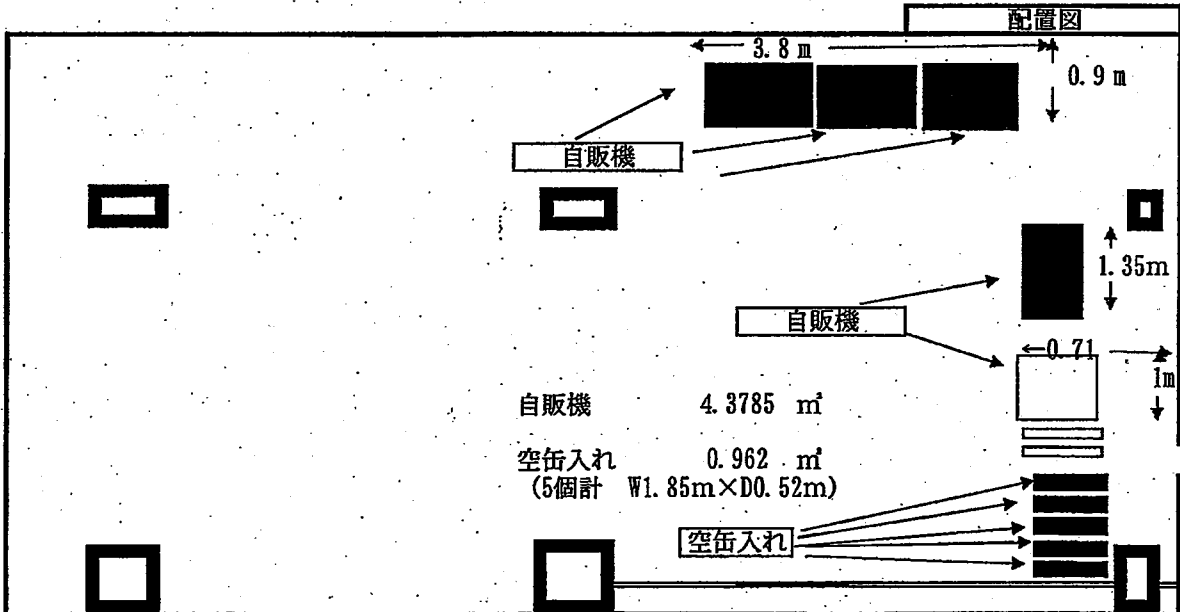 配置図
3.8 m
0.9 m
自販機
1.35m
自販機
←0.71
1m
自販機 4.3785 ㎡
空缶入れ 0.962 ㎡
(5個計 W1.85m×D0.52m)
空缶入れ